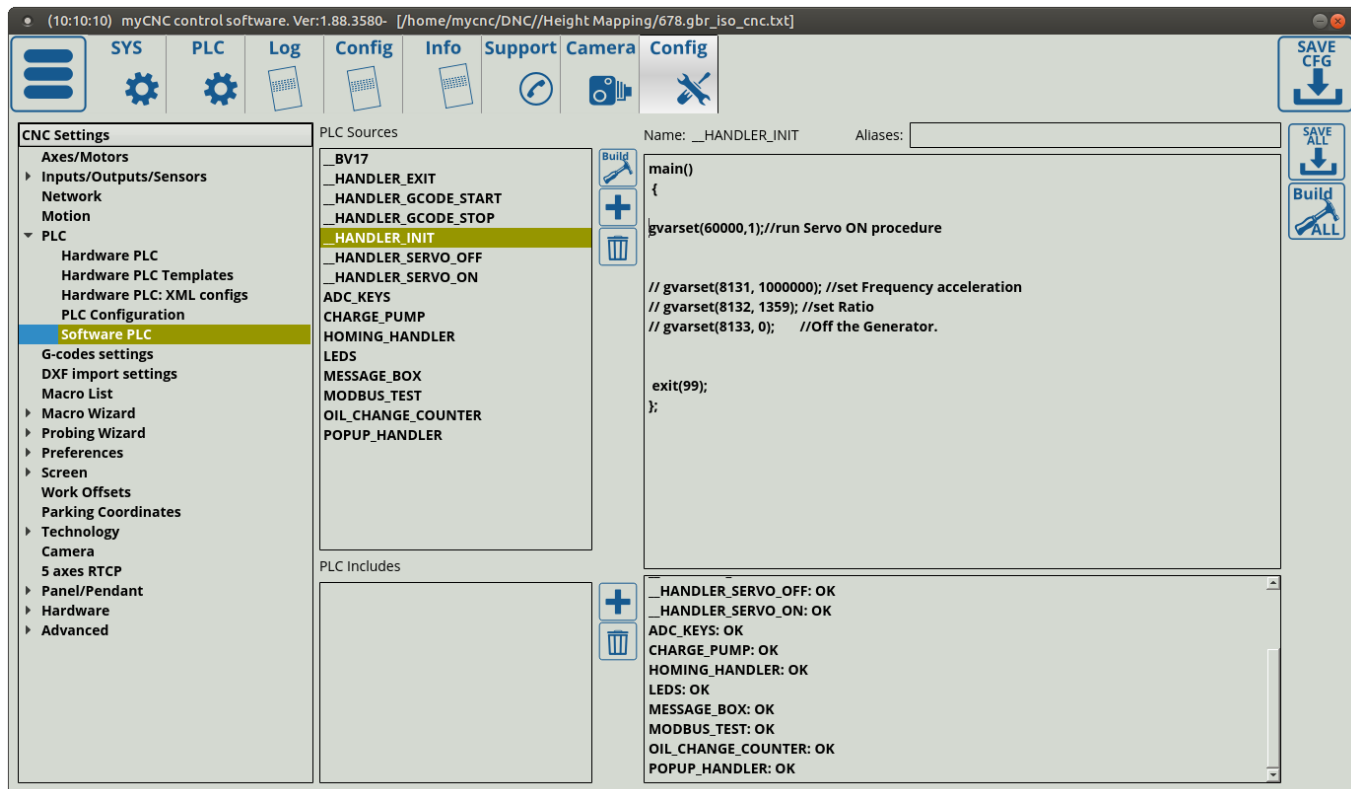 (10:10:10) myCNC control software. Ver:1.88.3580- [/home/mycnc/DNC//Height Mapping/678.gbr_iso_cnc.txt]
SYS
PLC
Log
Config
Info
Support
Camera
Config
SAVE
CFG
CNC Settings
Axes/Motors
Inputs/Outputs/Sensors
Network
Motion
PLC
Hardware PLC
Hardware PLC Templates
Hardware PLC: XML configs
PLC Configuration
Software PLC
G-codes settings
DXF import settings
Macro List
Macro Wizard
Probing Wizard
Preferences
Screen
Work Offsets
Parking Coordinates
Technology
Camera
5 axes RTCP
Panel/Pendant
Hardware
Advanced
PLC Sources
__BV17
__HANDLER_EXIT
__HANDLER_GCODE_START
__HANDLER_GCODE_STOP
__HANDLER_INIT
__HANDLER_SERVO_OFF
__HANDLER_SERVO_ON
ADC_KEYS
CHARGE_PUMP
HOMING_HANDLER
LEDS
MESSAGE_BOX
MODBUS_TEST
OIL_CHANGE_COUNTER
POPUP_HANDLER
Build
PLC Includes
Name: __HANDLER_INIT
Aliases:
main()
{
gvarset(60000,1);//run Servo ON procedure
// gvarset(8131, 1000000); //set Frequency acceleration
// gvarset(8132, 1359); //set Ratio
// gvarset(8133, 0); //Off the Generator.
exit(99);
};
__HANDLER_SERVO_OFF: OK
__HANDLER_SERVO_ON: OK
ADC_KEYS: OK
CHARGE_PUMP: OK
HOMING_HANDLER: OK
LEDS: OK
MESSAGE_BOX: OK
MODBUS_TEST: OK
OIL_CHANGE_COUNTER: OK
POPUP_HANDLER: OK
SAVE
ALL
Build
ALL